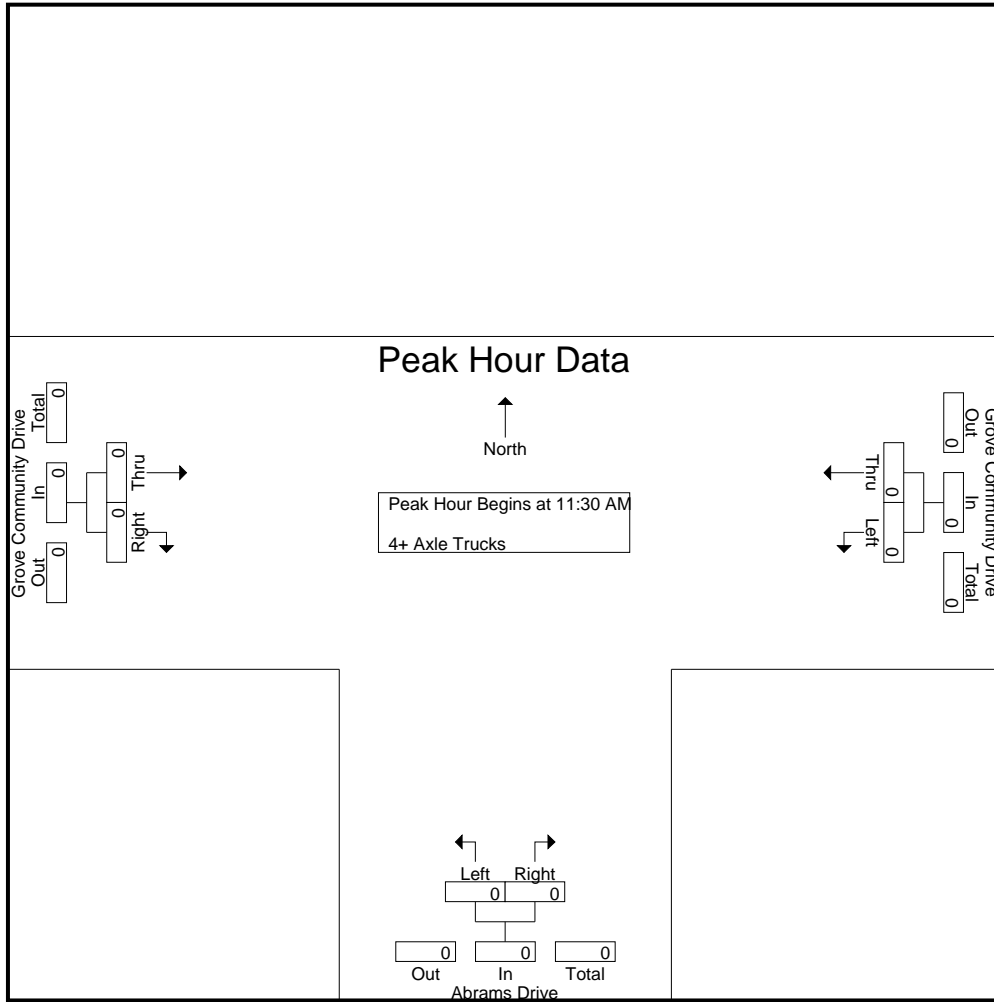 Peak Hour Data
North
Peak Hour Begins at 11:30 AM
4+ Axle Trucks
Grove Community Drive
Total
0
In
0
Out
0
0
Thru
0
Right
Grove Community Drive
Out
0
In
0
Total
0
Thru
0
Left
0
Left
Right
0
0
0
0
0
Out
In
Total
Abrams Drive